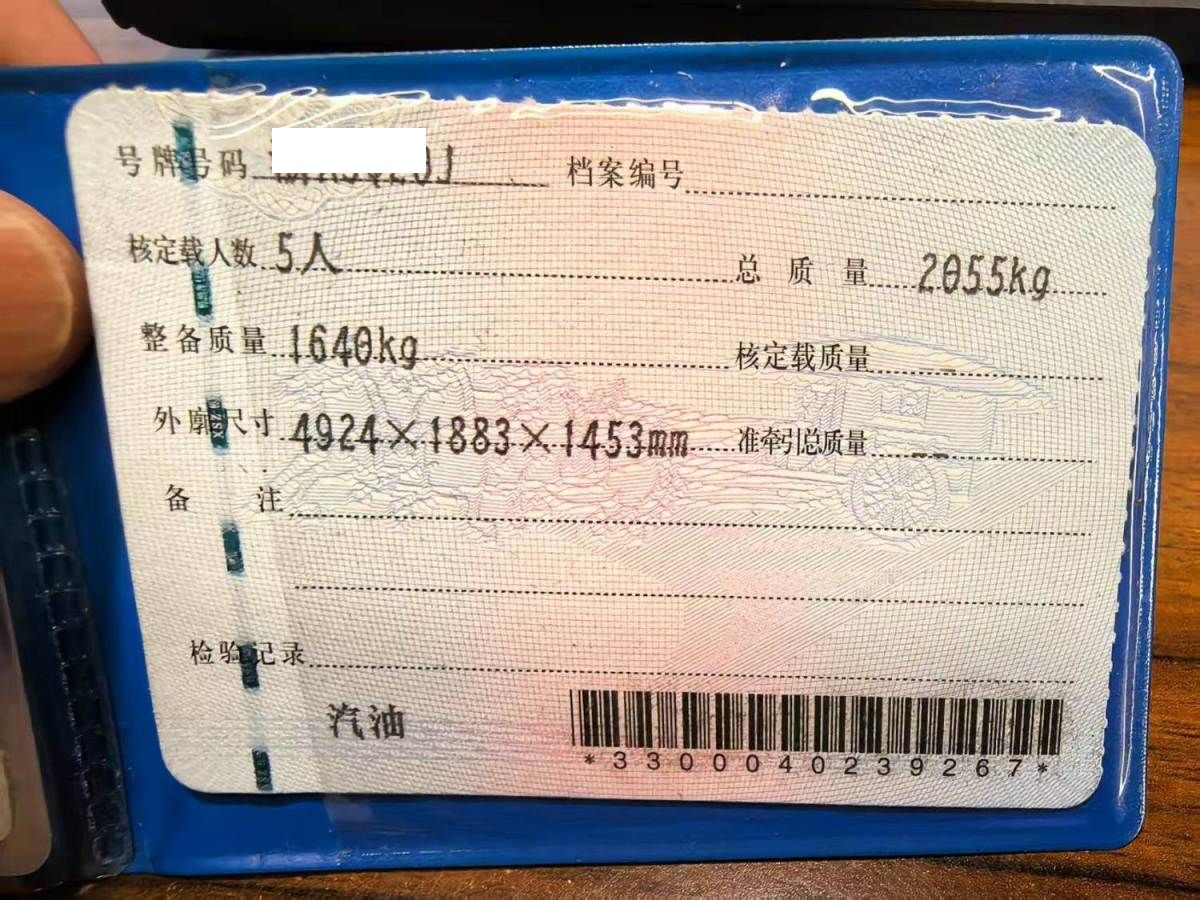 号牌号码 档案编号
核定载人数 5人 总质量 2055kg
整备质量 1640kg 核定载质量 --
外廓尺寸 4924×1883×1453mm 准牵引总质量 --
备注
检验记录
汽油
*3300040239267*
XSZ